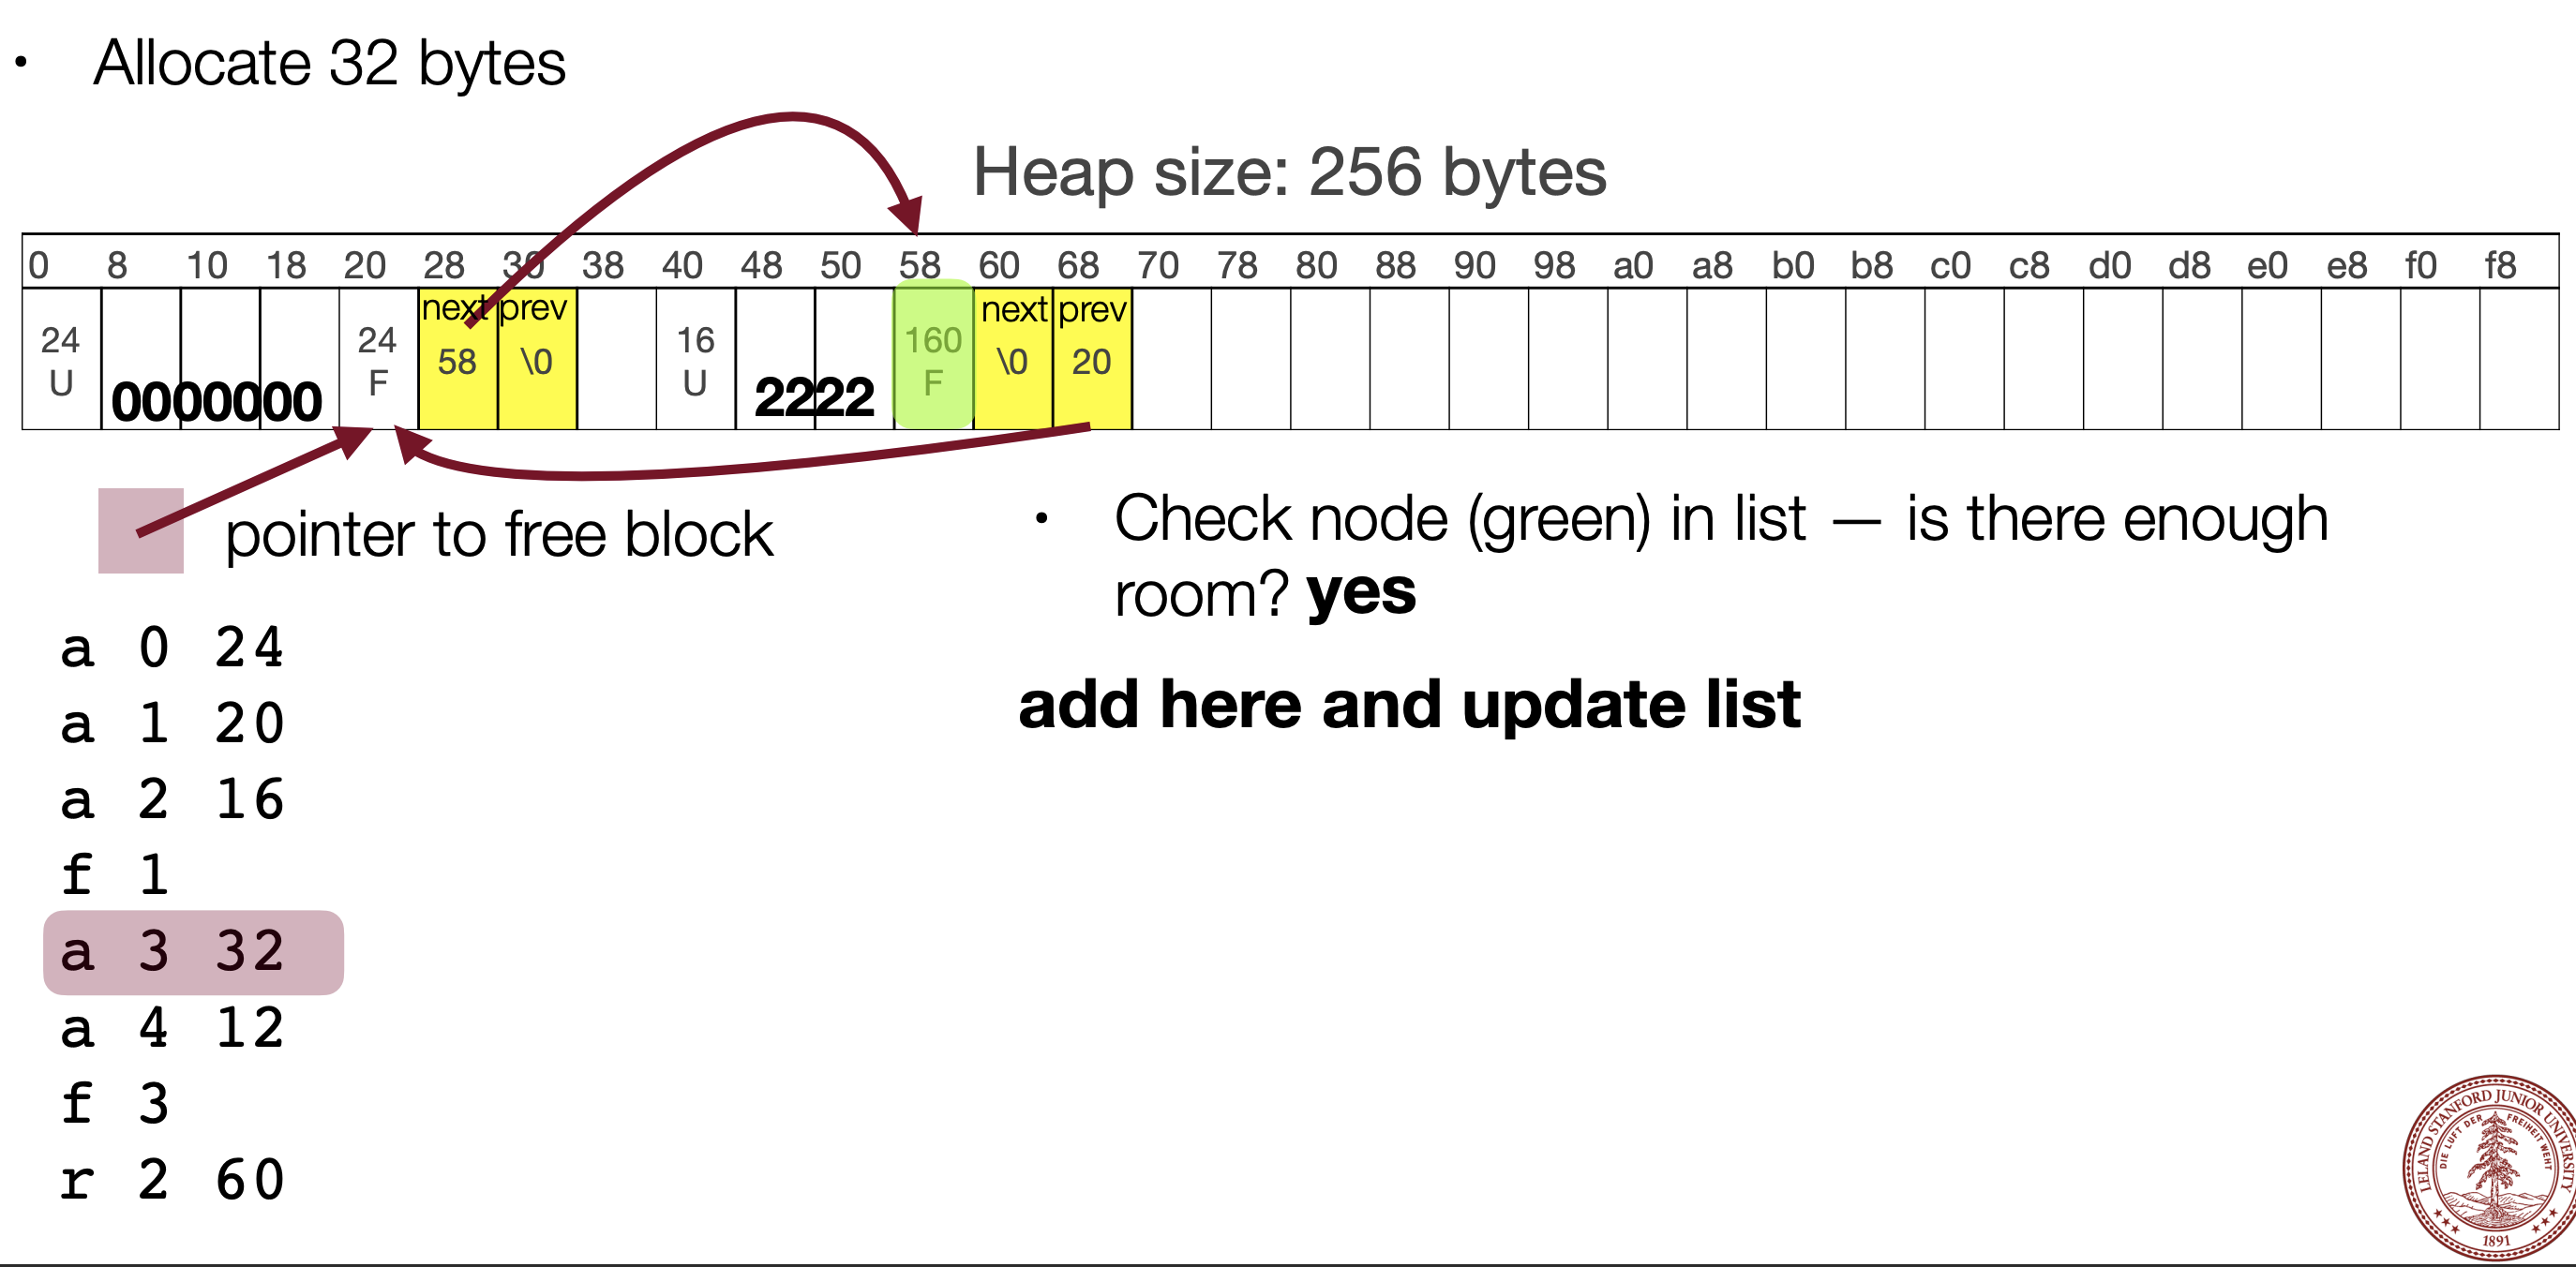 • Allocate 32 bytes
Heap size: 256 bytes
0 8 10 18 20 28 30 38 40 48 50 58 60 68 70 78 80 88 90 98 a0 a8 b0 b8 c0 c8 d0 d8 e0 e8 f0 f8
next prev next prev
24 24 16 160
58 \0 \0 20
U F U F
0000000 2222
pointer to free block
• Check node (green) in list — is there enough
room? yes
add here and update list
a 0 24
a 1 20
a 2 16
f 1
a 3 32
a 4 12
f 3
r 2 60
LELAND STANFORD JUNIOR UNIVERSITY
DIE LUFT DER FREIHEIT WEHT
1891